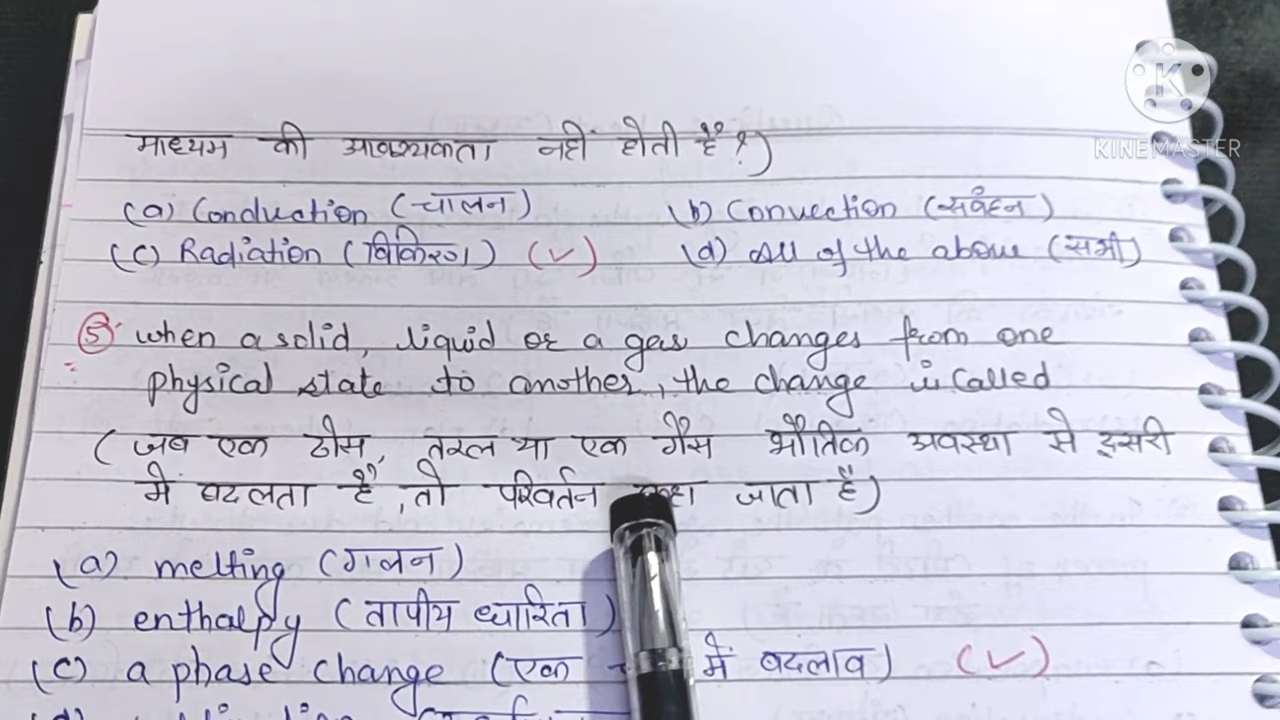 माध्यम की आवश्यकता नहीं होती है ?)
KINEMASTER
(a) Conduction (चालन) (b) Convection (संवहन)
(c) Radiation (विकिरण) (✓) (d) All of the above (सभी)
5. when a solid, liquid or a gas changes from one
physical state to another, the change is called
(जब एक ठोस, तरल या एक गैस भौतिक अवस्था से दूसरी
में बदलता है, तो परिवर्तन कहा जाता है)
(a) melting (गलन)
(b) enthalpy (तापीय धारिता)
(c) a phase change (एक में बदलाव) (✓)
(d)